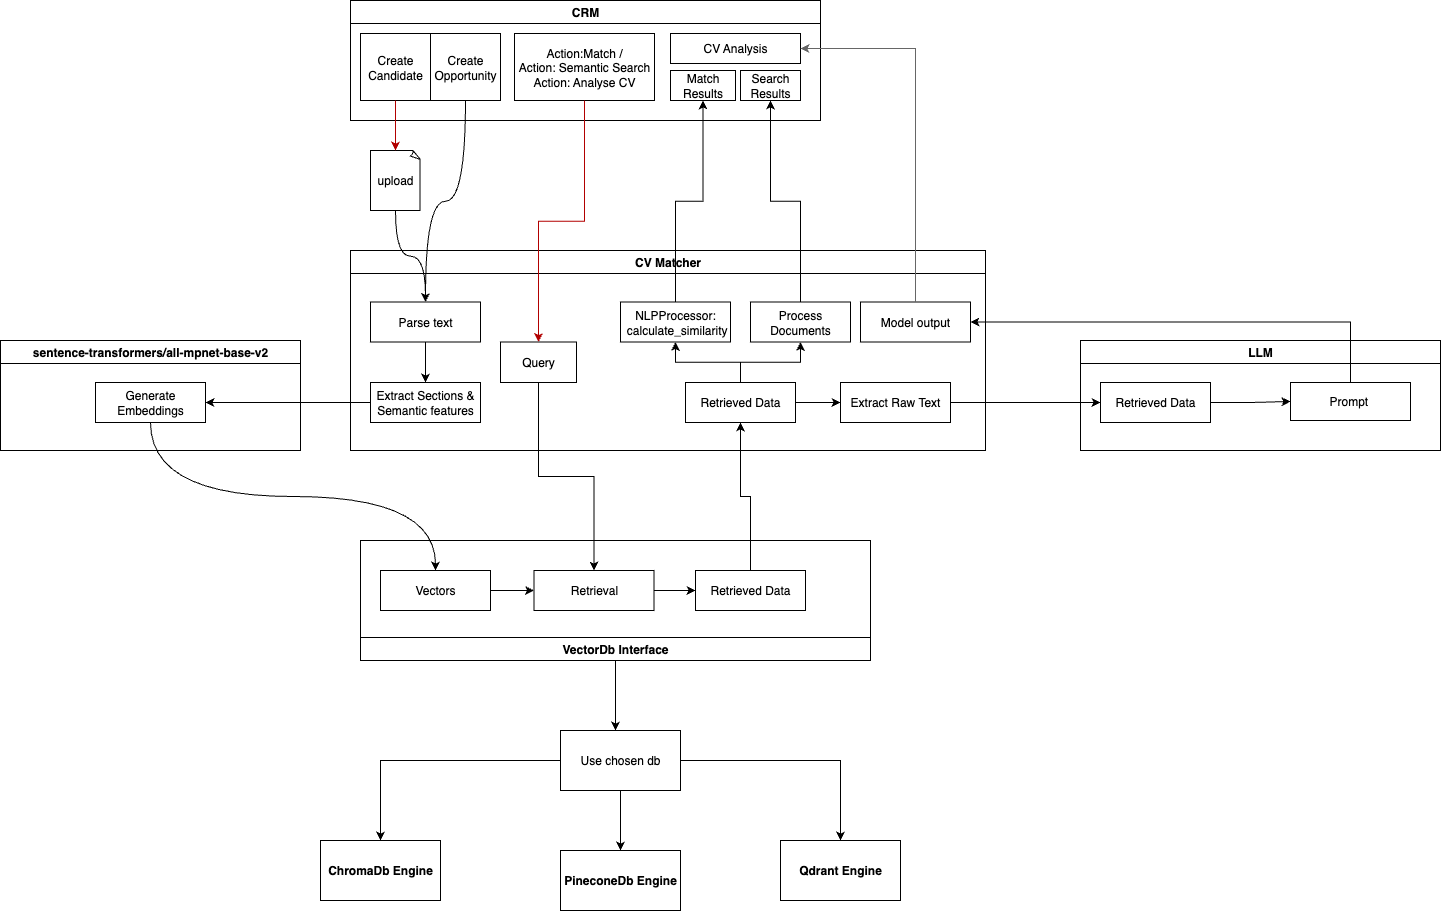 CRM
Create
Candidate
Create
Opportunity
Action:Match /
Action: Semantic Search
Action: Analyse CV
CV Analysis
Match
Results
Search
Results
upload
CV Matcher
Parse text
NLPProcessor:
calculate_similarity
Process
Documents
Model output
Query
Extract Sections &
Semantic features
Retrieved Data
Extract Raw Text
sentence-transformers/all-mpnet-base-v2
Generate
Embeddings
LLM
Retrieved Data
Prompt
Vectors
Retrieval
Retrieved Data
VectorDb Interface
Use chosen db
ChromaDb Engine
PineconeDb Engine
Qdrant Engine